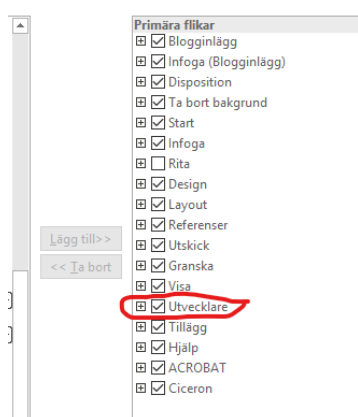 Primära flikar
Blogginlägg
Infoga (Blogginlägg)
Disposition
Ta bort bakgrund
Start
Infoga
Rita
Design
Layout
Referenser
Lägg till>>
Utskick
<< Ta bort
Granska
Visa
Utvecklare
Tillägg
Hjälp
ACROBAT
Ciceron